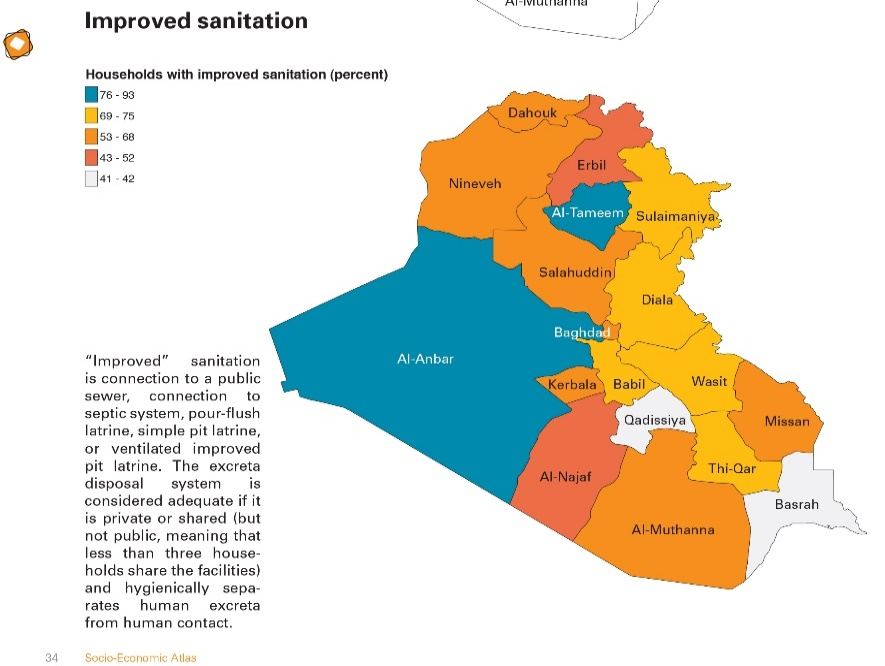 Al-Muthanna
Improved sanitation
Households with improved sanitation (percent)
76 - 93
69 - 75
53 - 68
43 - 52
41 - 42
Dahouk
Erbil
Nineveh
Al-Tameem
Sulaimaniya
Salahuddin
Diala
Baghdad
Al-Anbar
Kerbala
Babil
Wasit
Qadissiya
Missan
Thi-Qar
Al-Najaf
Basrah
Al-Muthanna
"Improved" sanitation
is connection to a public
sewer, connection to
septic system, pour-flush
latrine, simple pit latrine,
or ventilated improved
pit latrine. The excreta
disposal system is
considered adequate if it
is private or shared (but
not public, meaning that
less than three house-
holds share the facilities)
and hygienically sepa-
rates human excreta
from human contact.
34 Socio-Economic Atlas